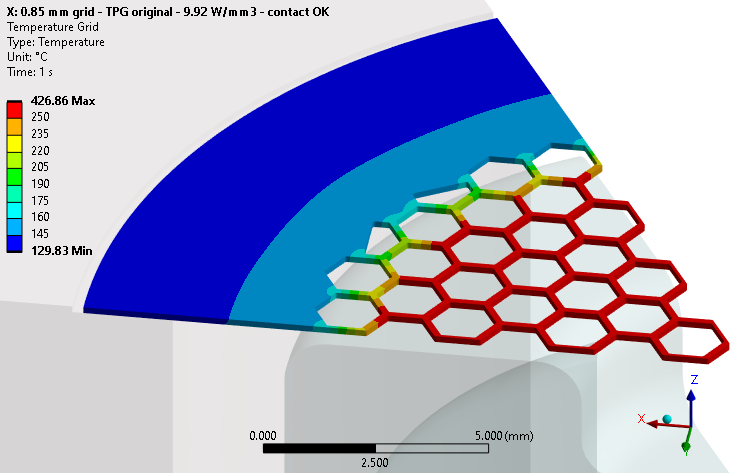 X: 0.85 mm grid - TPG original - 9.92 W/mm3 - contact OK
Temperature Grid
Type: Temperature
Unit: °C
Time: 1 s
426.86 Max
250
235
220
205
190
175
160
145
129.83 Min
Z
X
Y
0.000
5.000 (mm)
2.500